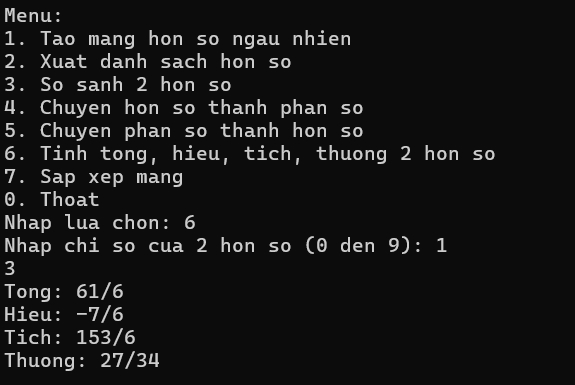 Menu:
1. Tao mang hon so ngau nhien
2. Xuat danh sach hon so
3. So sanh 2 hon so
4. Chuyen hon so thanh phan so
5. Chuyen phan so thanh hon so
6. Tinh tong, hieu, tich, thuong 2 hon so
7. Sap xep mang
0. Thoat
Nhap lua chon: 6
Nhap chi so cua 2 hon so (0 den 9): 1
3
Tong: 61/6
Hieu: -7/6
Tich: 153/6
Thuong: 27/34